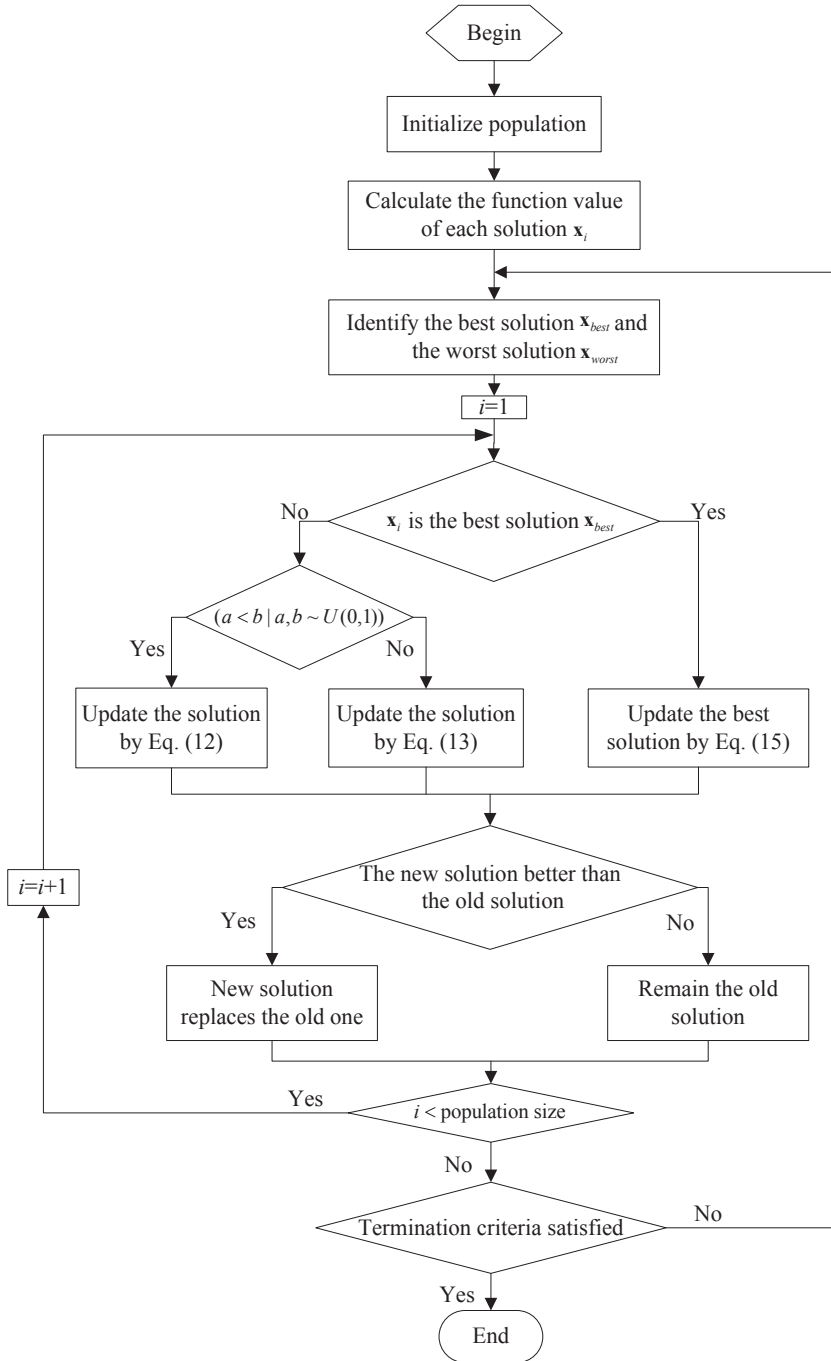 Begin
Initialize population
Calculate the function value
of each solution x_i
Identify the best solution x_best and
the worst solution x_worst
i=1
No
x_i is the best solution x_best
Yes
(a < b | a,b ~ U(0,1))
Yes
No
Update the solution
by Eq. (12)
Update the solution
by Eq. (13)
Update the best
solution by Eq. (15)
The new solution better than
the old solution
i=i+1
Yes
No
New solution
replaces the old one
Remain the old
solution
Yes
i < population size
No
Termination criteria satisfied
No
Yes
End